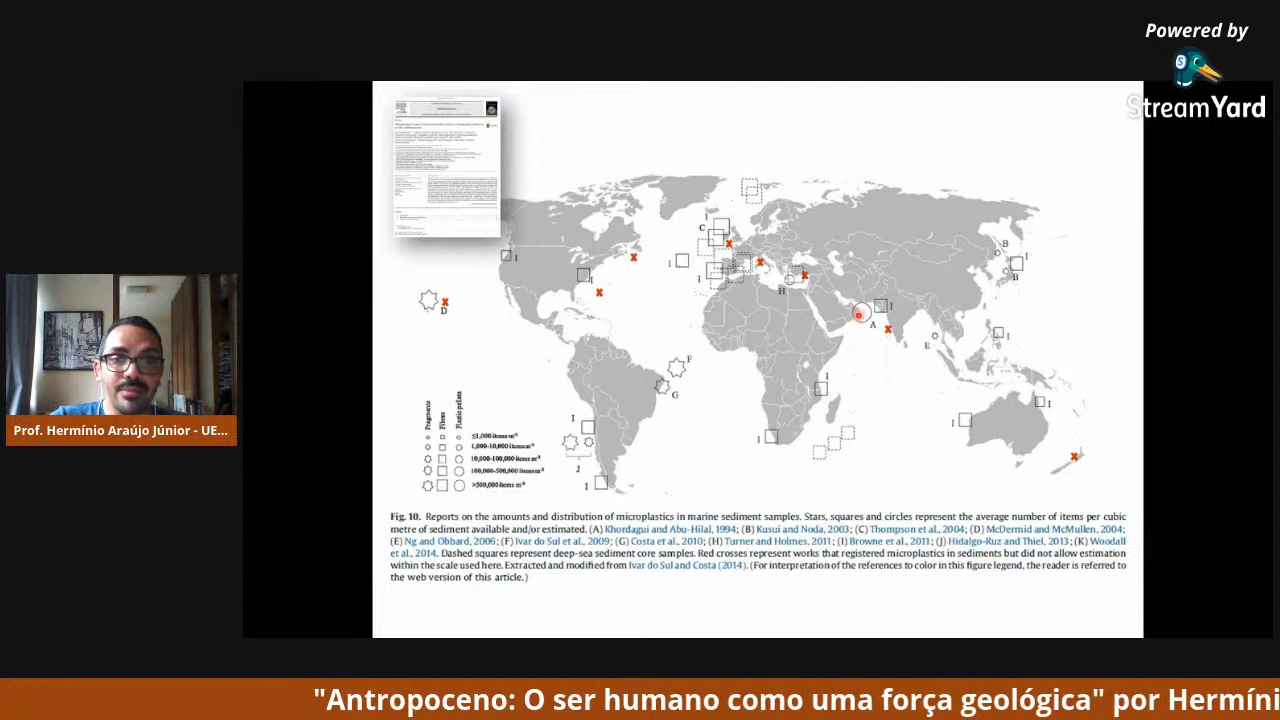 Powered by
StreamYard
C
I
I
I
I
I
D
H
I
A
I
E
B
I
B
I
F
G
I
I
I
I
I
J
I
Fragments
Fibres
Plastic pellets
≤1,000 items m⁻³
1,000-10,000 items m⁻³
10,000-100,000 items m⁻³
100,000-500,000 items m⁻³
>500,000 items m⁻³
Fig. 10. Reports on the amounts and distribution of microplastics in marine sediment samples. Stars, squares and circles represent the average number of items per cubic
metre of sediment available and/or estimated. (A) Khordagui and Abu-Hilal, 1994; (B) Kusui and Noda, 2003; (C) Thompson et al., 2004; (D) McDermid and McMullen, 2004;
(E) Ng and Obbard, 2006; (F) Ivar do Sul et al., 2009; (G) Costa et al., 2010; (H) Turner and Holmes, 2011; (I) Browne et al., 2011; (J) Hidalgo-Ruz and Thiel, 2013; (K) Woodall
et al., 2014. Dashed squares represent deep-sea sediment core samples. Red crosses represent works that registered microplastics in sediments but did not allow estimation
within the scale used here. Extracted and modified from Ivar do Sul and Costa (2014). (For interpretation of the references to color in this figure legend, the reader is referred to
the web version of this article.)
Prof. Hermínio Araújo Júnior - UE...
"Antropoceno: O ser humano como uma força geológica" por Hermíni